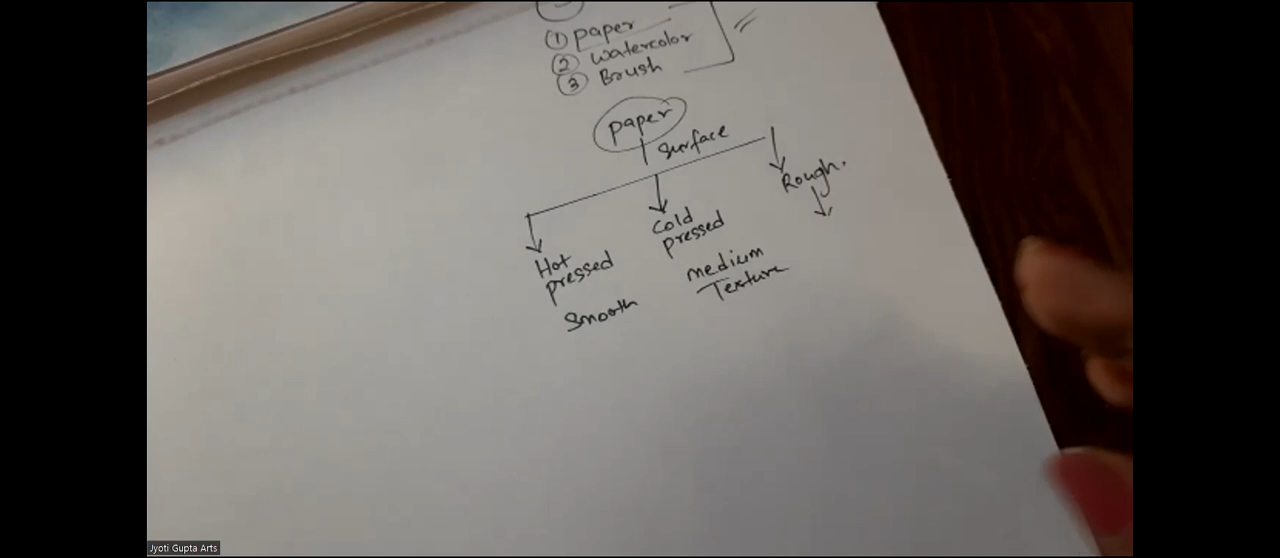 ① paper
② Watercolor
③ Brush
paper
Surface
Rough.
Cold
pressed
Hot
pressed
medium
Texture
Smooth
Jyoti Gupta Arts